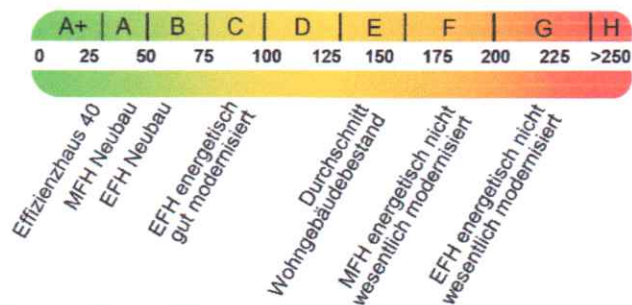 A+ A B C D E F G H
0 25 50 75 100 125 150 175 200 225 >250
Effizienzhaus 40
MFH Neubau
EFH Neubau
EFH energetisch
gut modernisiert
Durchschnitt
Wohngebäudebestand
MFH energetisch nicht
wesentlich modernisiert
EFH energetisch nicht
wesentlich modernisiert